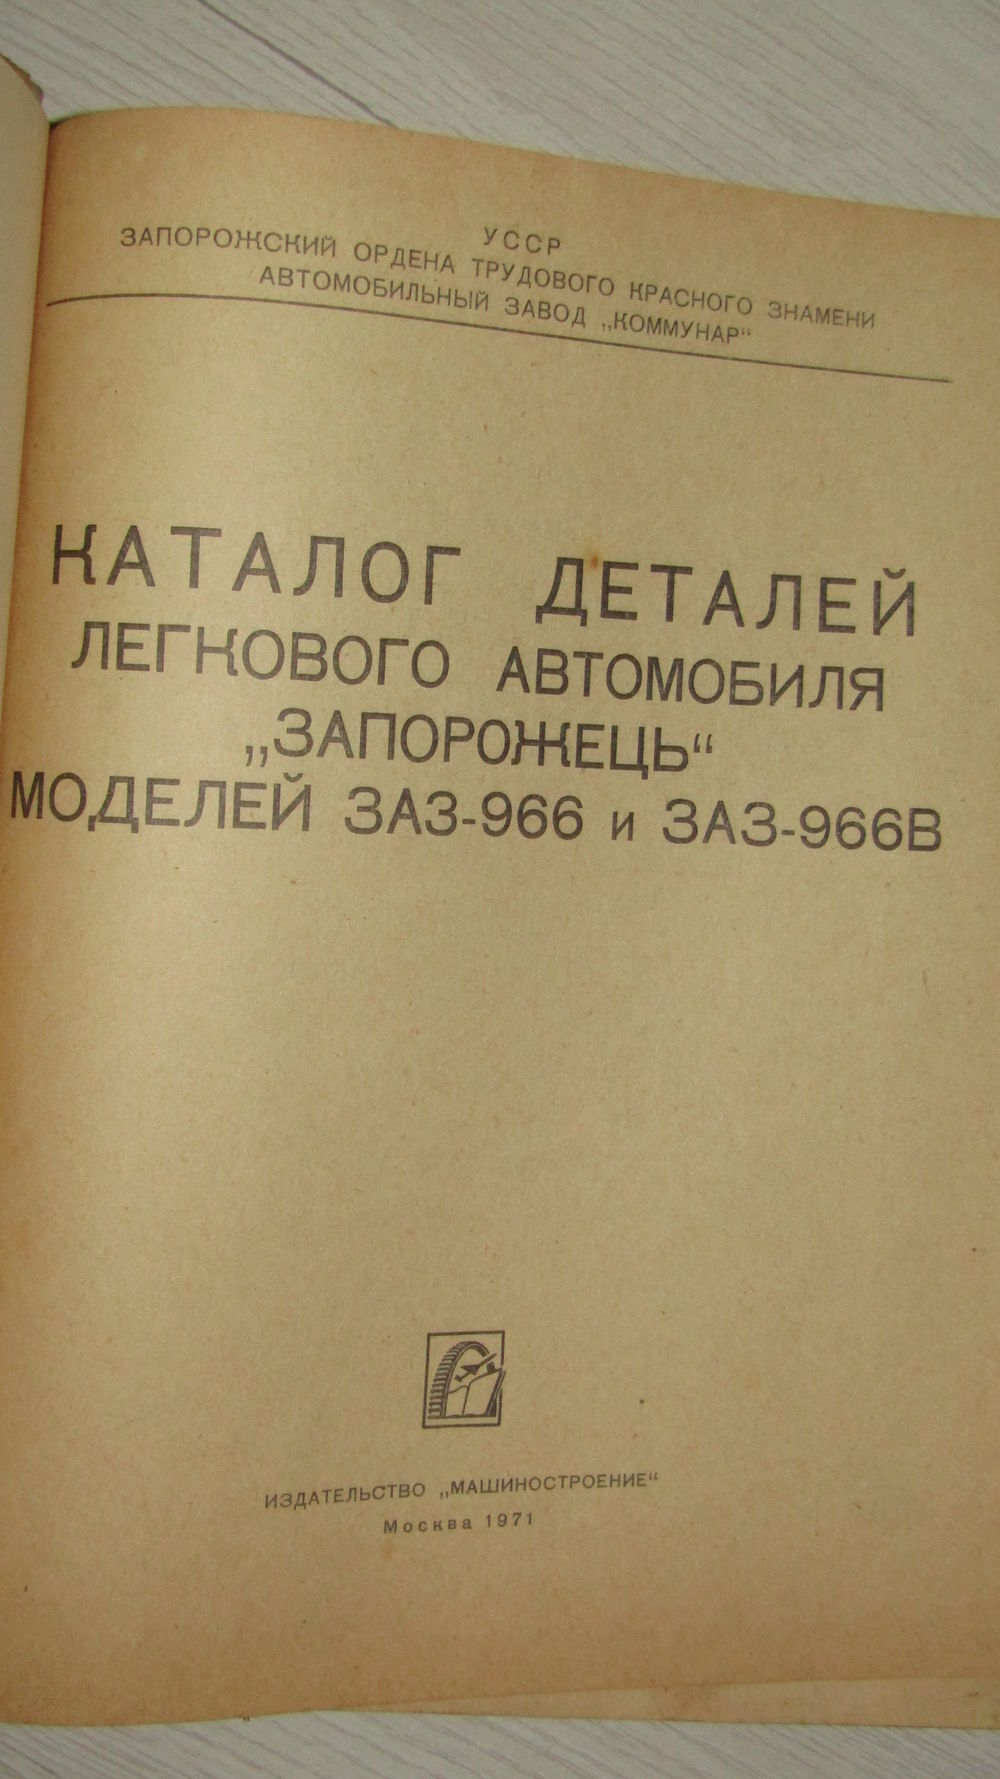 УССР
ЗАПОРОЖСКИЙ ОРДЕНА ТРУДОВОГО КРАСНОГО ЗНАМЕНИ
АВТОМОБИЛЬНЫЙ ЗАВОД „КОММУНАР“
КАТАЛОГ ДЕТАЛЕЙ
ЛЕГКОВОГО АВТОМОБИЛЯ
„ЗАПОРОЖЕЦЬ“
МОДЕЛЕЙ ЗАЗ-966 и ЗАЗ-966В
ИЗДАТЕЛЬСТВО „МАШИНОСТРОЕНИЕ“
Москва 1971